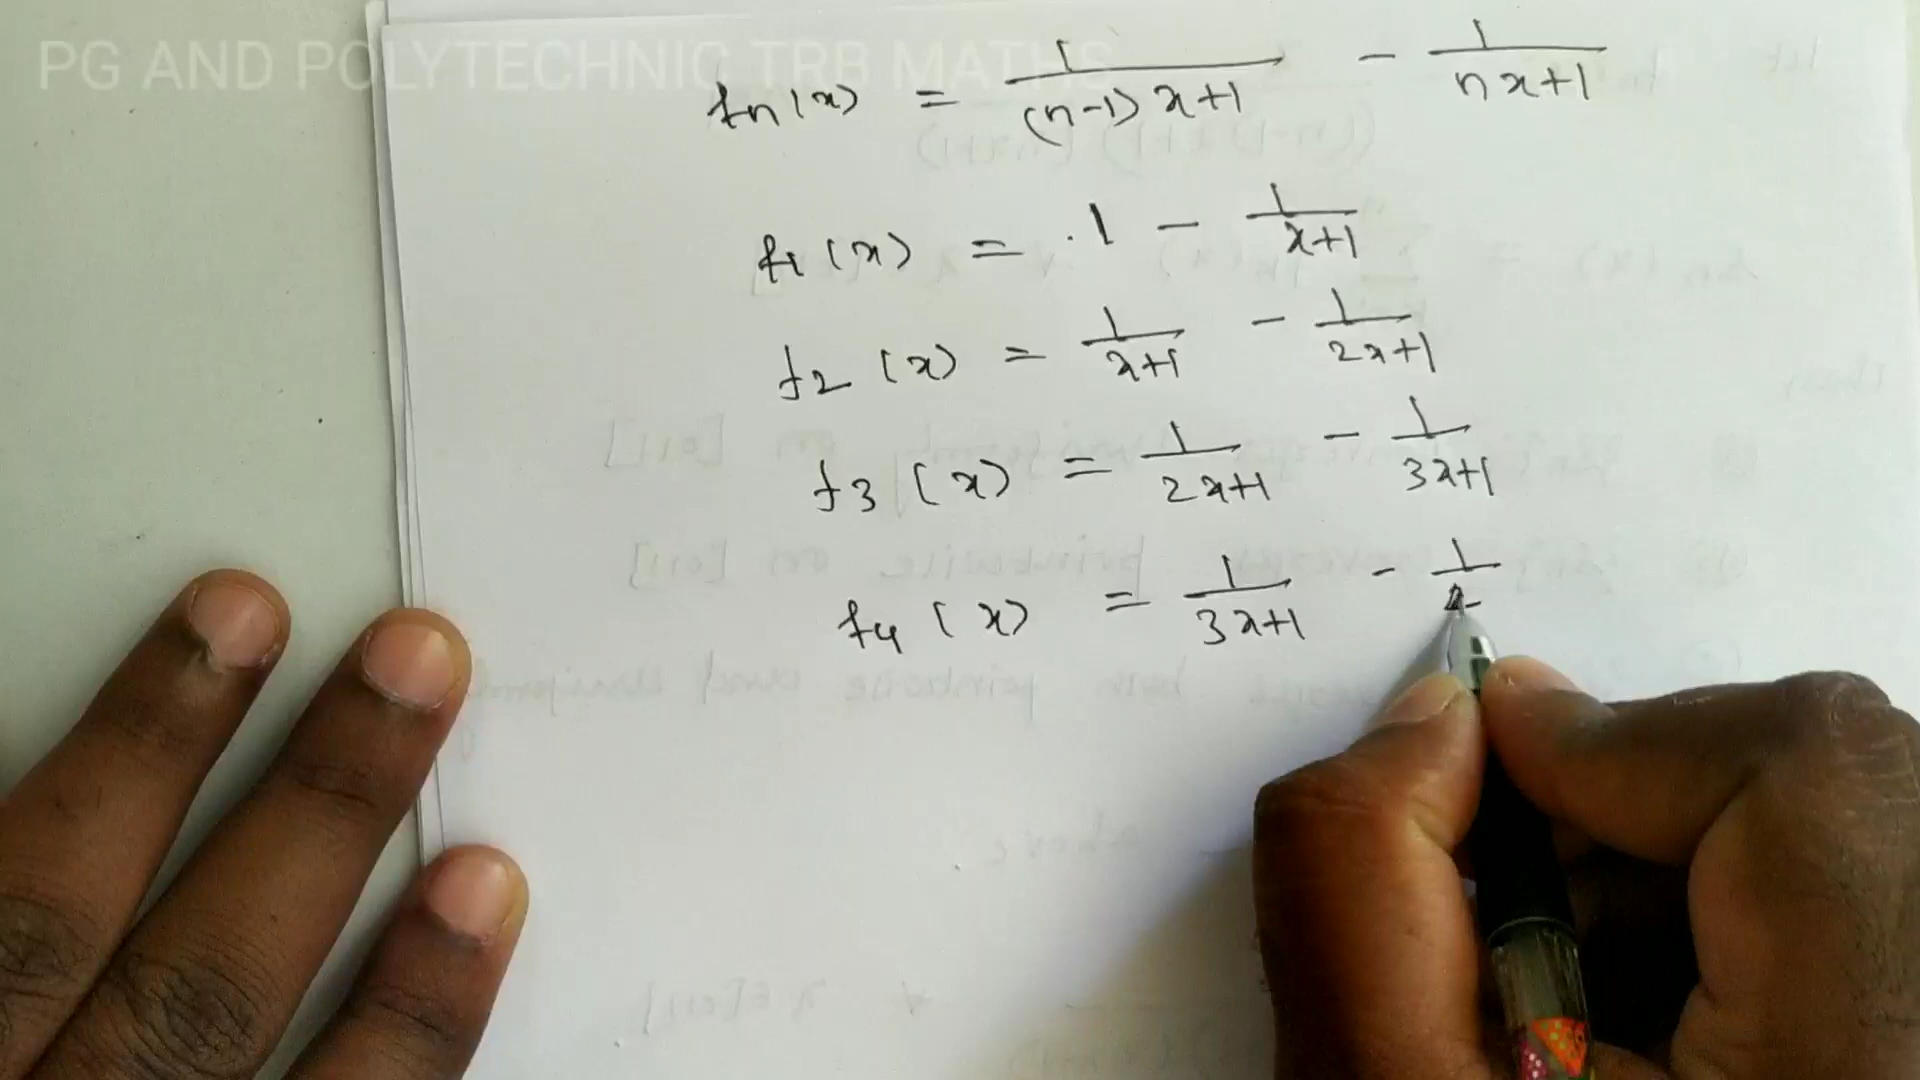 PG AND POLYTECHNIC TRB MATHS
fn(x) = 1/((n-1)x+1) - 1/(nx+1)
f1(x) = .1 - 1/(x+1)
f2(x) = 1/(x+1) - 1/(2x+1)
f3(x) = 1/(2x+1) - 1/(3x+1)
f4(x) = 1/(3x+1) - 1/4